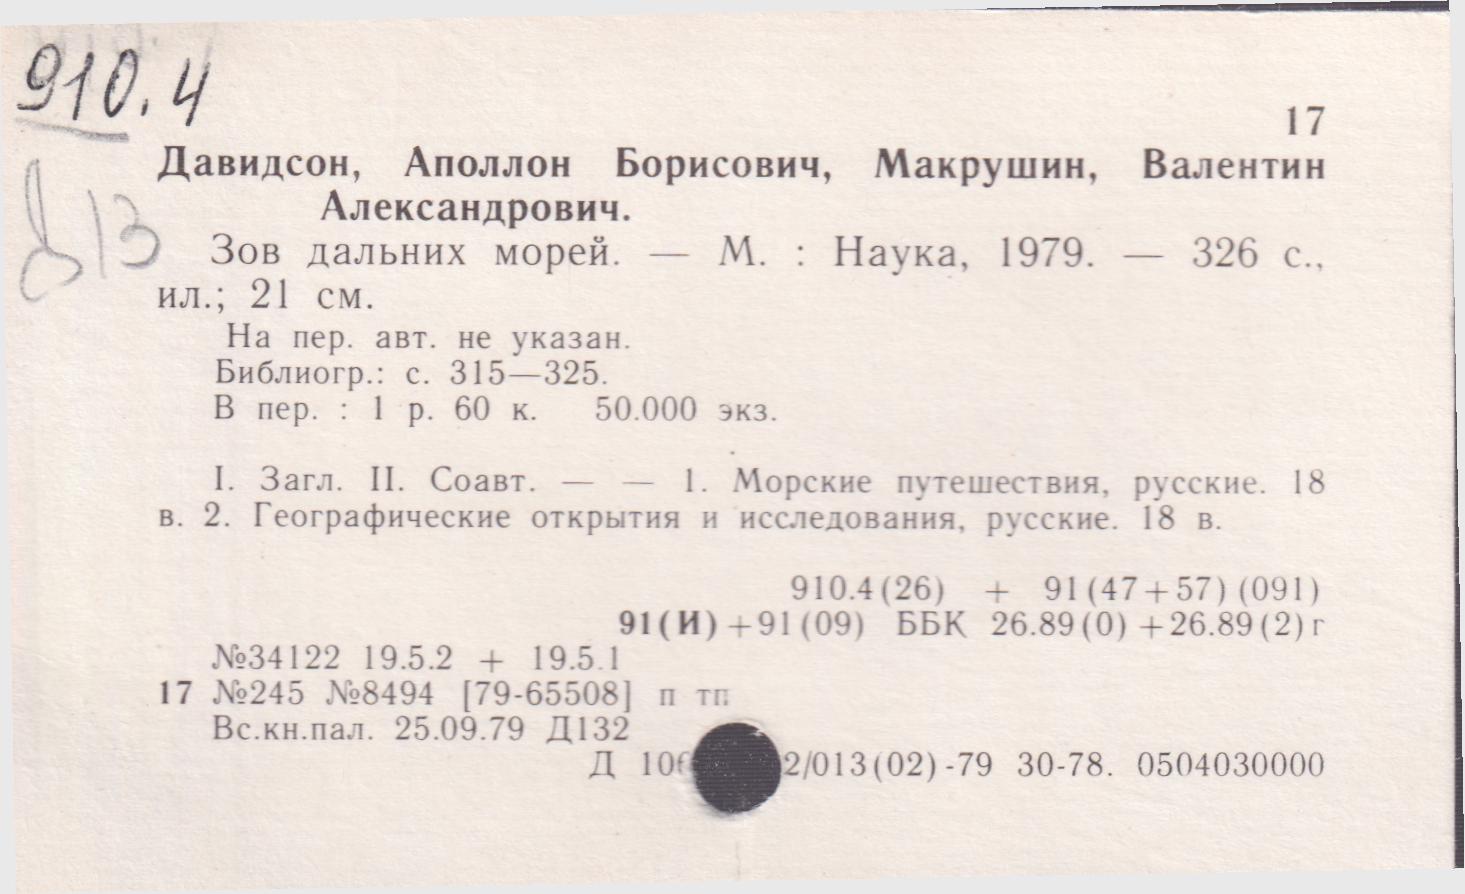 910.4
17
Давидсон, Аполлон Борисович, Макрушин, Валентин
Александрович.
Д13
Зов дальних морей. — М. : Наука, 1979. — 326 с.,
ил.; 21 см.
На пер. авт. не указан.
Библиогр.: с. 315—325.
В пер. : 1 р. 60 к. 50.000 экз.
I. Загл. II. Соавт. — — 1. Морские путешествия, русские. 18
в. 2. Географические открытия и исследования, русские. 18 в.
910.4(26) + 91(47+57)(091)
91(И)+91(09) ББК 26.89(0)+26.89(2)г
№34122 19.5.2 + 19.5.1
17 №245 №8494 [79-65508] п тп
Вс.кн.пал. 25.09.79 Д132
Д 2/013(02)-79 30-78. 0504030000